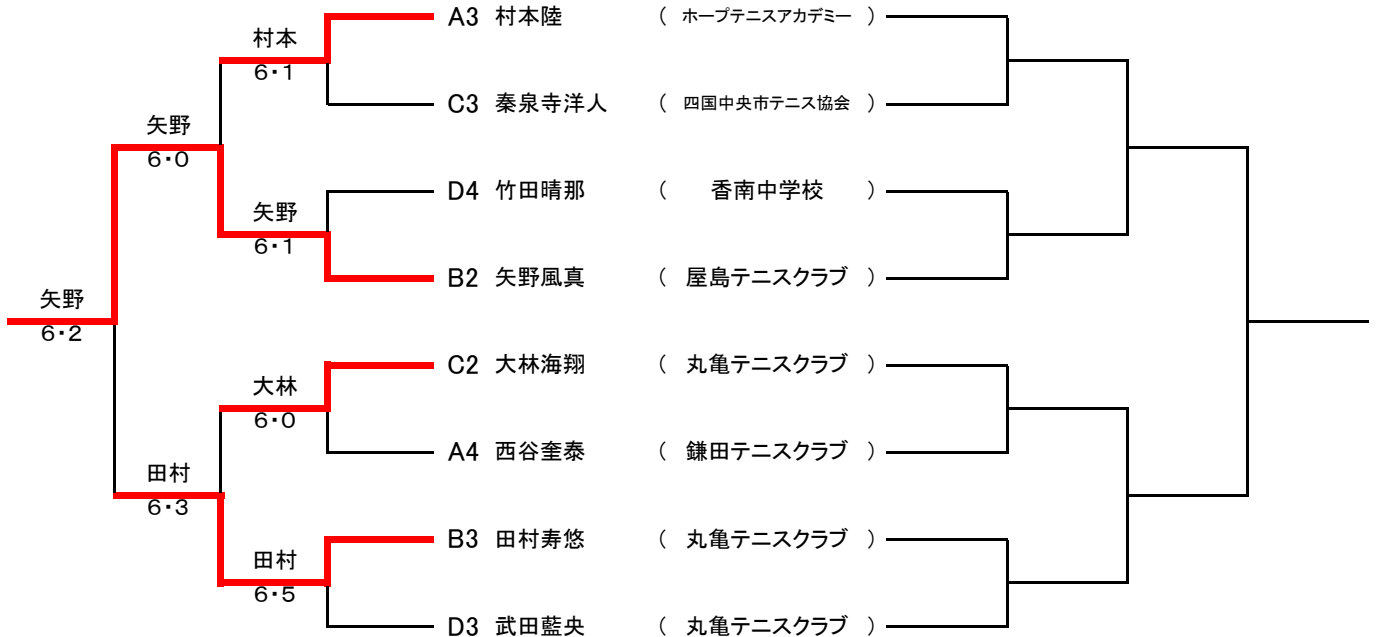 A3 村本陸 ( ホープテニスアカデミー )
村本
6・1
C3 秦泉寺洋人 ( 四国中央市テニス協会 )
矢野
6・0
D4 竹田晴那 ( 香南中学校 )
矢野
6・1
B2 矢野風真 ( 屋島テニスクラブ )
矢野
6・2
C2 大林海翔 ( 丸亀テニスクラブ )
大林
6・0
A4 西谷奎泰 ( 鎌田テニスクラブ )
田村
6・3
B3 田村寿悠 ( 丸亀テニスクラブ )
田村
6・5
D3 武田藍央 ( 丸亀テニスクラブ )